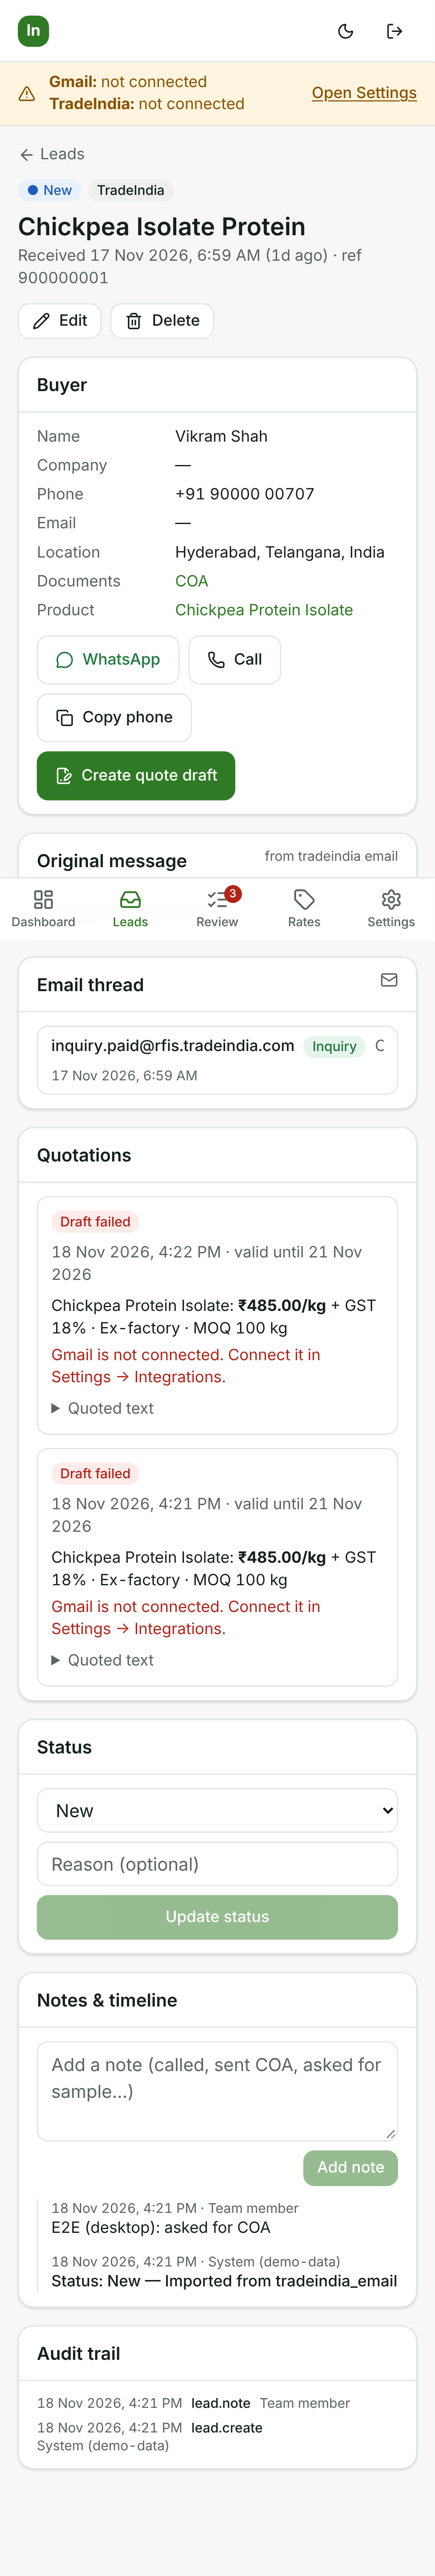 In
Gmail: not connected
TradeIndia: not connected
Open Settings
← Leads
New TradeIndia
Chickpea Isolate Protein
Received 17 Nov 2026, 6:59 AM (1d ago) · ref
900000001
Edit Delete
Buyer
Name Vikram Shah
Company —
Phone +91 90000 00707
Email —
Location Hyderabad, Telangana, India
Documents COA
Product Chickpea Protein Isolate
WhatsApp Call
Copy phone
Create quote draft
Original message from tradeindia email
3
Dashboard Leads Review Rates Settings
Email thread
inquiry.paid@rfis.tradeindia.com Inquiry C
17 Nov 2026, 6:59 AM
Quotations
Draft failed
18 Nov 2026, 4:22 PM · valid until 21 Nov
2026
Chickpea Protein Isolate: ₹485.00/kg + GST
18% · Ex-factory · MOQ 100 kg
Gmail is not connected. Connect it in
Settings → Integrations.
Quoted text
Draft failed
18 Nov 2026, 4:21 PM · valid until 21 Nov
2026
Chickpea Protein Isolate: ₹485.00/kg + GST
18% · Ex-factory · MOQ 100 kg
Gmail is not connected. Connect it in
Settings → Integrations.
Quoted text
Status
New
Reason (optional)
Update status
Notes & timeline
Add a note (called, sent COA, asked for
sample...)
Add note
18 Nov 2026, 4:21 PM · Team member
E2E (desktop): asked for COA
18 Nov 2026, 4:21 PM · System (demo-data)
Status: New — Imported from tradeindia_email
Audit trail
18 Nov 2026, 4:21 PM lead.note Team member
18 Nov 2026, 4:21 PM lead.create
System (demo-data)